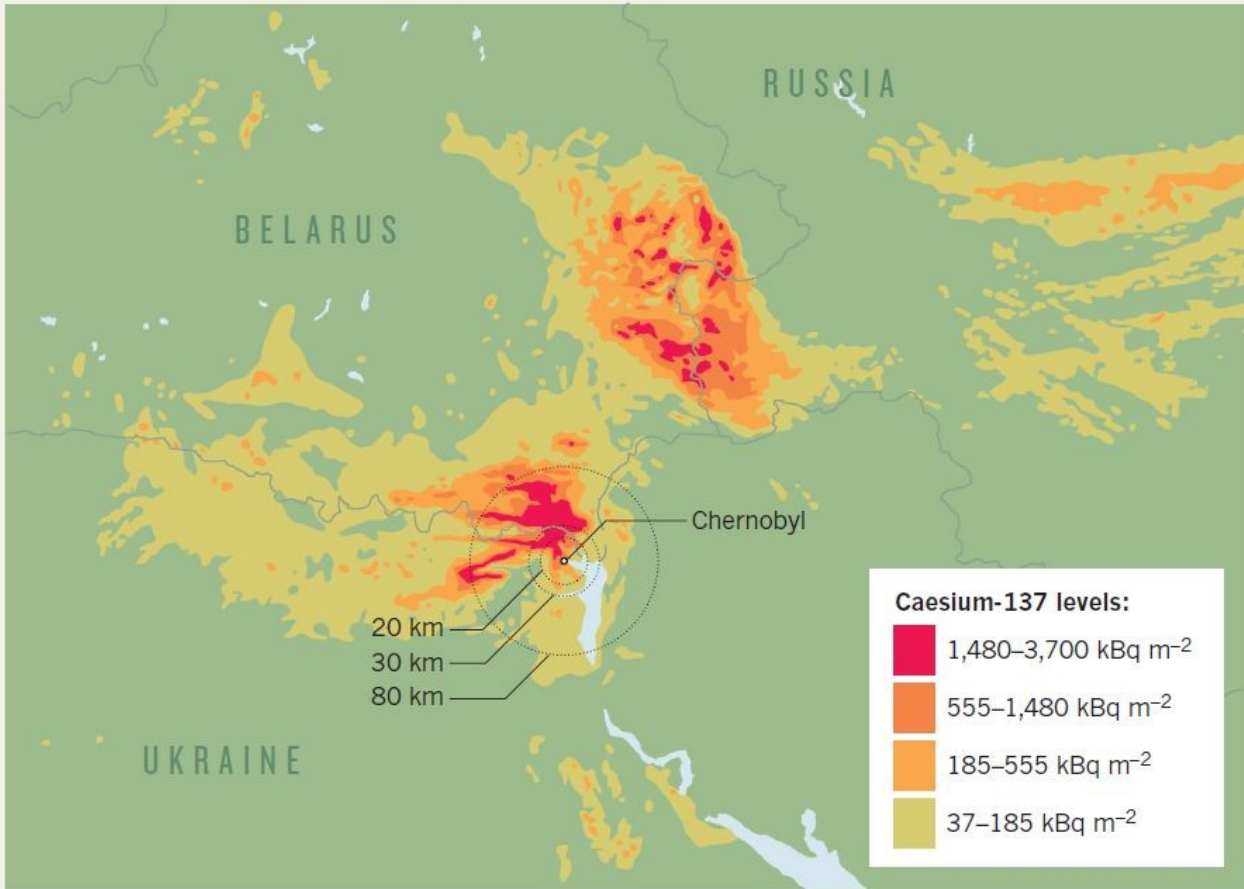 RUSSIA
BELARUS
Chernobyl
20 km
30 km
80 km
UKRAINE
Caesium-137 levels:
1,480–3,700 kBq m⁻²
555–1,480 kBq m⁻²
185–555 kBq m⁻²
37–185 kBq m⁻²